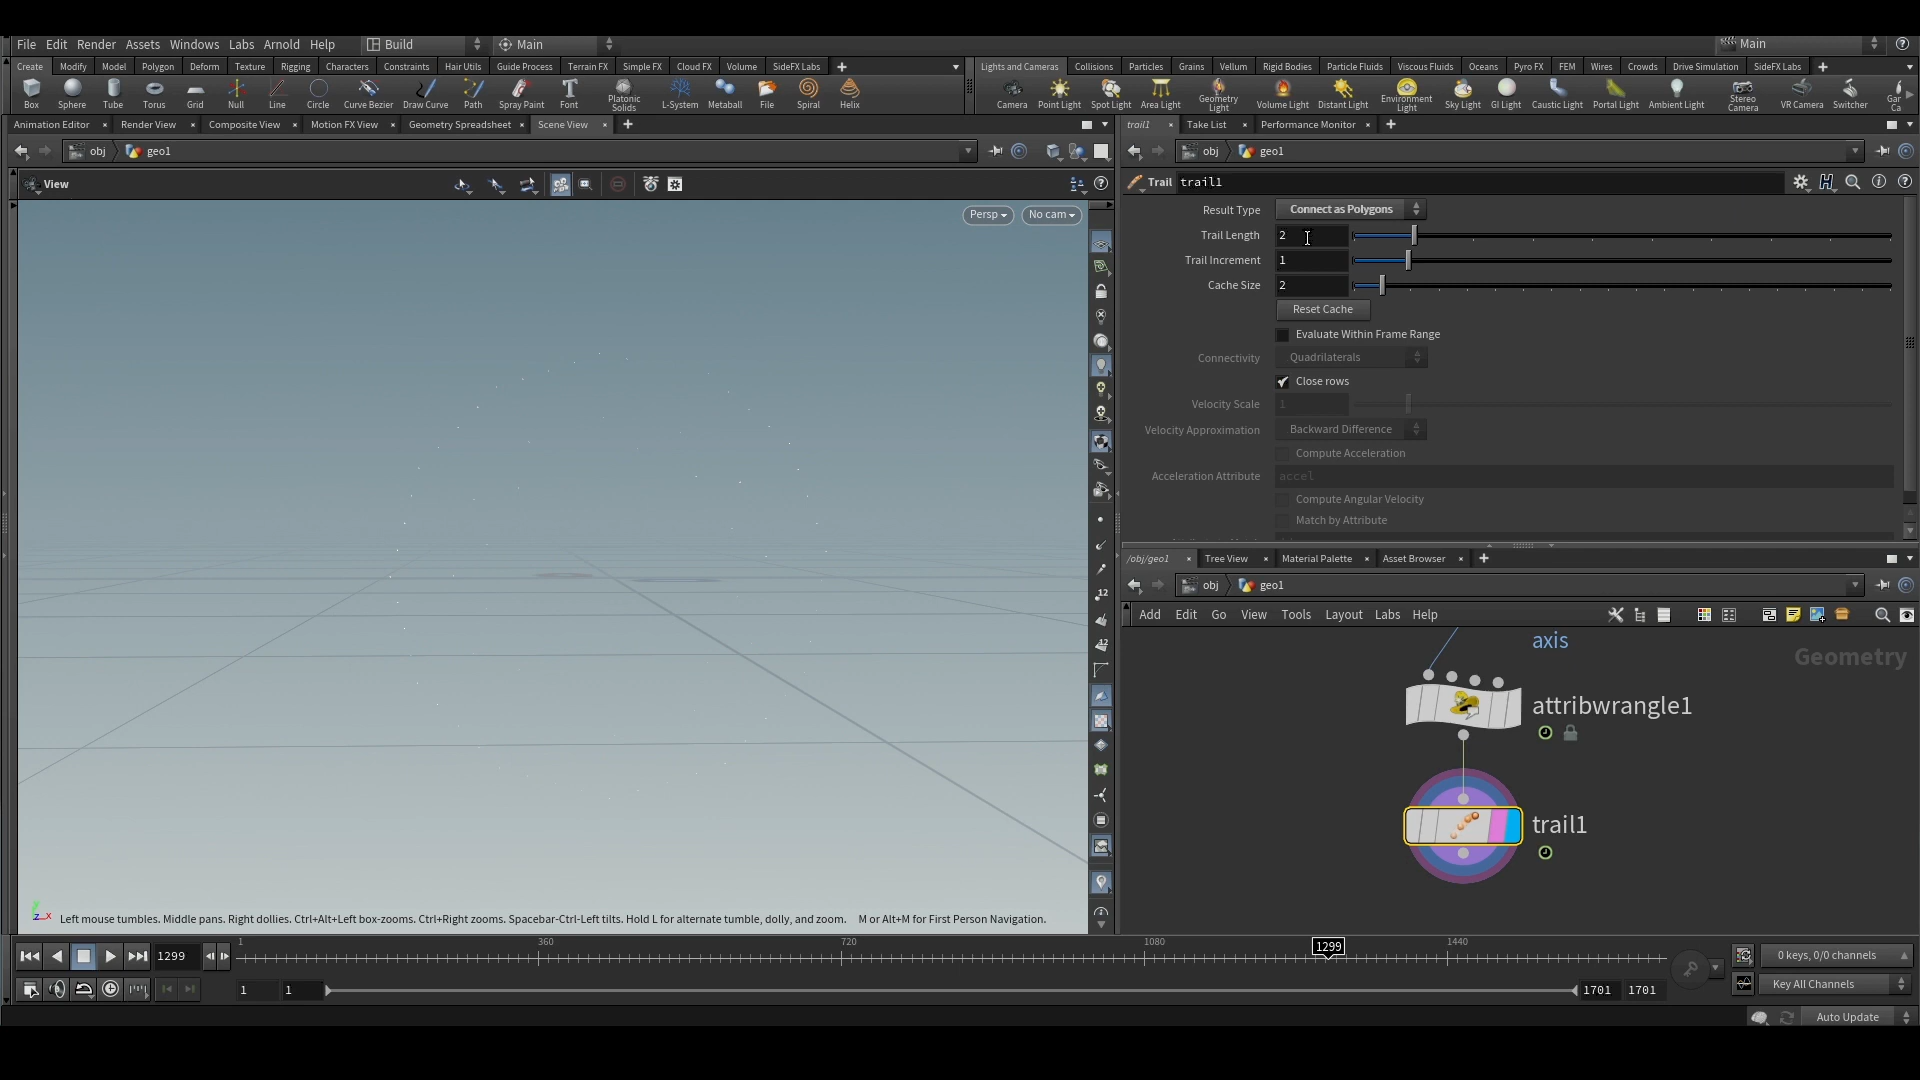 File Edit Render Assets Windows Labs Arnold Help Build Main Main
Create Modify Model Polygon Deform Texture Rigging Characters Constraints Hair Utils Guide Process Terrain FX Simple FX Cloud FX Volume SideFX Labs
Lights and Cameras Collisions Particles Grains Vellum Rigid Bodies Particle Fluids Viscous Fluids Oceans Pyro FX FEM Wires Crowds Drive Simulation SideFX Labs
Box Sphere Tube Torus Grid Null Line Circle Curve Bezier Draw Curve Path Spray Paint Font Platonic Solids L-System Metaball File Spiral Helix
Camera Point Light Spot Light Area Light Geometry Light Volume Light Distant Light Environment Light Sky Light GI Light Caustic Light Portal Light Ambient Light Stereo Camera VR Camera Switcher Gar Ca
Animation Editor Render View Composite View Motion FX View Geometry Spreadsheet Scene View
obj geo1
View
Persp No cam
Left mouse tumbles. Middle pans. Right dollies. Ctrl+Alt+Left box-zooms. Ctrl+Right zooms. Spacebar-Ctrl-Left tilts. Hold L for alternate tumble, dolly, and zoom. M or Alt+M for First Person Navigation.
trail1 Take List Performance Monitor
obj geo1
Trail trail1
Result Type Connect as Polygons
Trail Length 2
Trail Increment 1
Cache Size 2
Reset Cache
Evaluate Within Frame Range
Connectivity Quadrilaterals
Close rows
Velocity Scale 1
Velocity Approximation Backward Difference
Compute Acceleration
Acceleration Attribute accel
Compute Angular Velocity
Match by Attribute
/obj/geo1 Tree View Material Palette Asset Browser
obj geo1
Add Edit Go View Tools Layout Labs Help
axis
Geometry
attribwrangle1
trail1
1299 1 360 720 1080 1299 1440
0 keys, 0/0 channels
1 1 1701 1701
Key All Channels
Auto Update